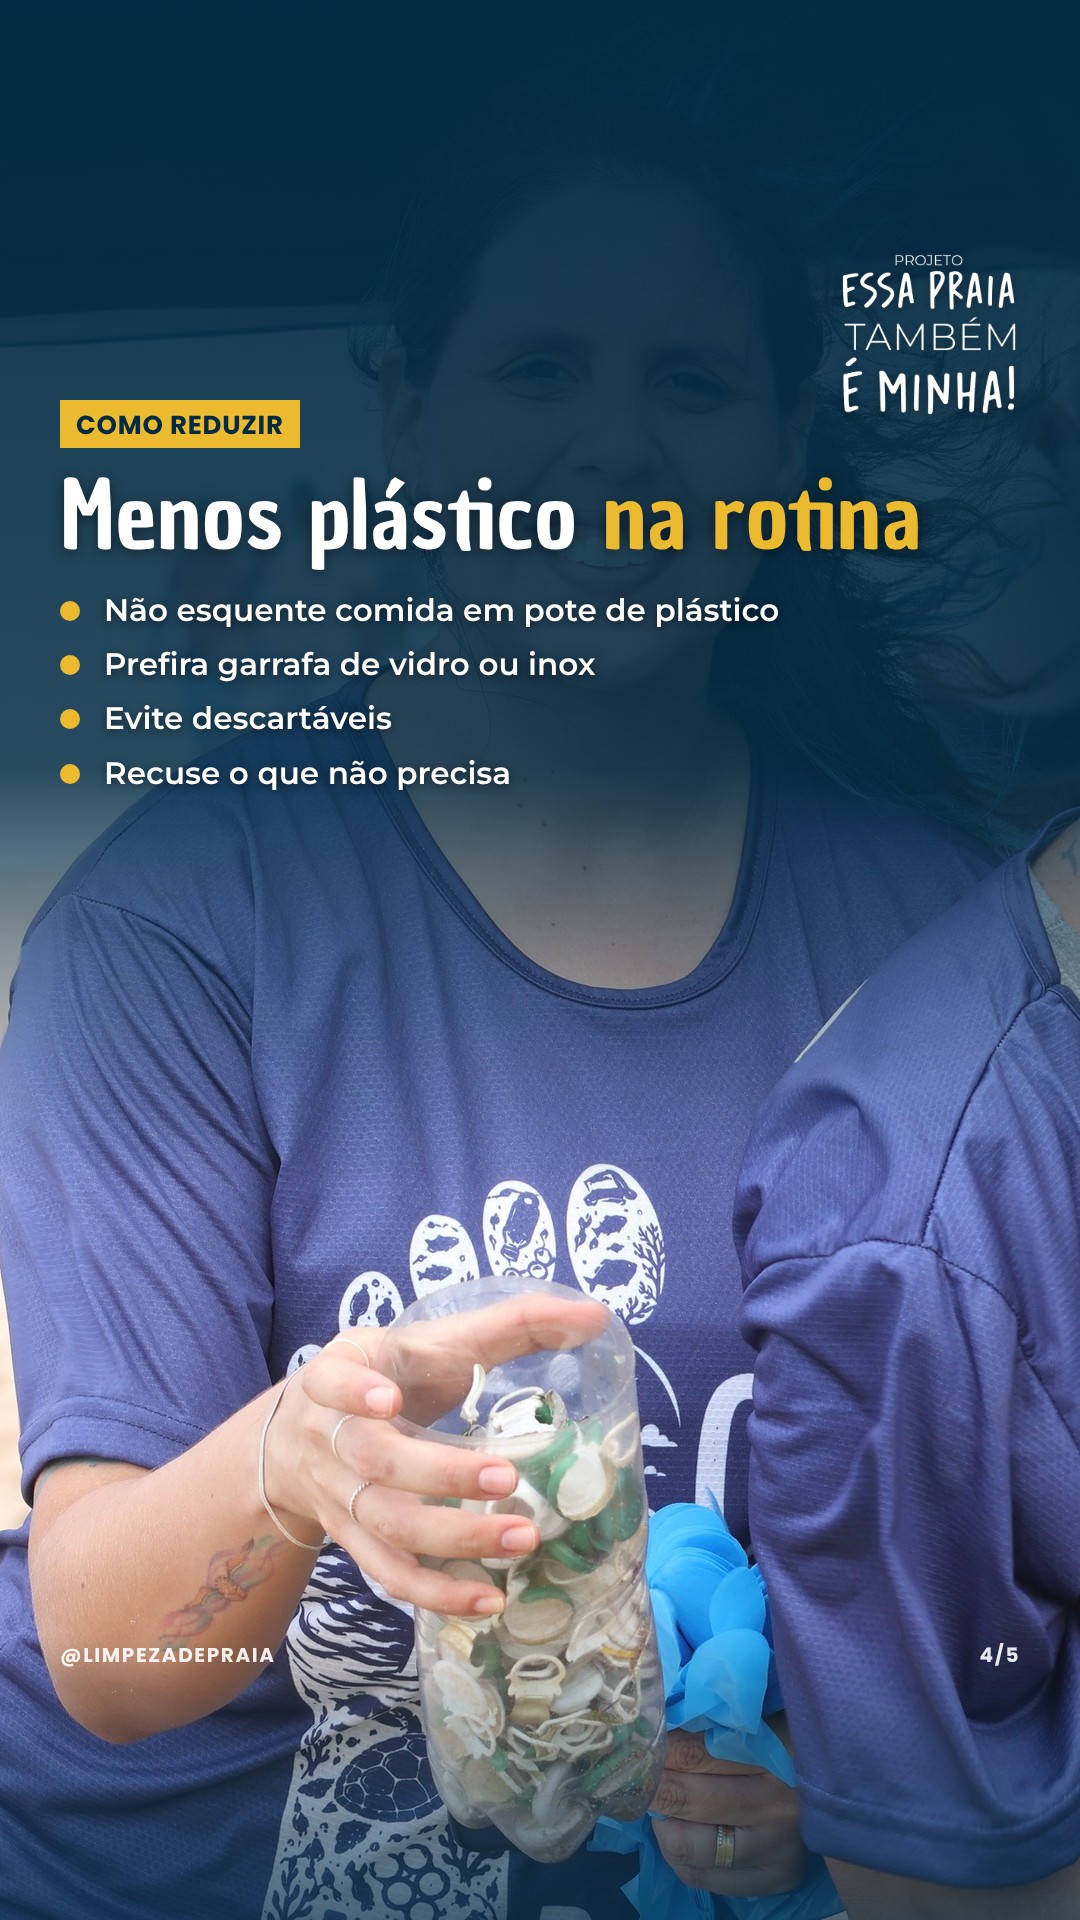 PROJETO
ESSA PRAIA
TAMBÉM
É MINHA!
COMO REDUZIR
Menos plástico na rotina
Não esquente comida em pote de plástico
Prefira garrafa de vidro ou inox
Evite descartáveis
Recuse o que não precisa
@LIMPEZADEPRAIA
4/5